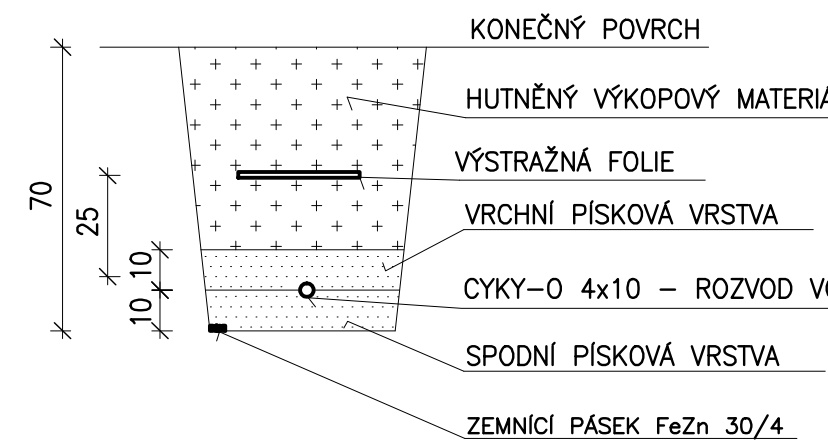 KONEČNÝ POVRCH
HUTNĚNÝ VÝKOPOVÝ
VÝSTRAŽNÁ FOLIE
VRCHNÍ PÍSKOVÁ VRSTVA
CYKY-O 4x10 - ROZVOD
SPODNÍ PÍSKOVÁ VRSTVA
ZEMNÍCÍ PÁSEK FeZn 30/4
70
25
10
10